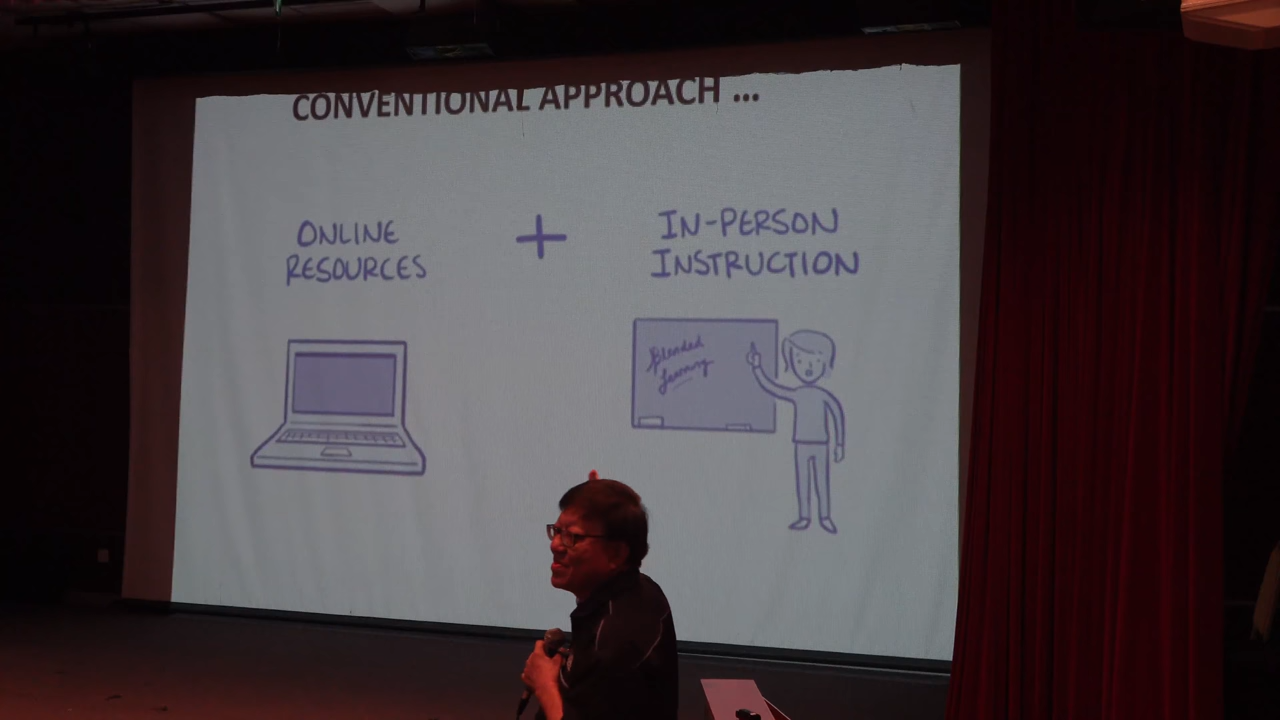 CONVENTIONAL APPROACH ...
ONLINE
RESOURCES
+
IN-PERSON
INSTRUCTION
Blended
Learning